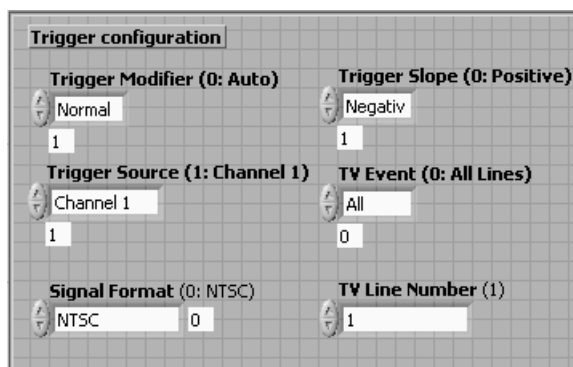 Trigger configuration
Trigger Modifier (0: Auto)
Normal
1
Trigger Slope (0: Positive)
Negativ
1
Trigger Source (1: Channel 1)
Channel 1
1
TV Event (0: All Lines)
All
0
Signal Format (0: NTSC)
NTSC 0
TV Line Number (1)
1